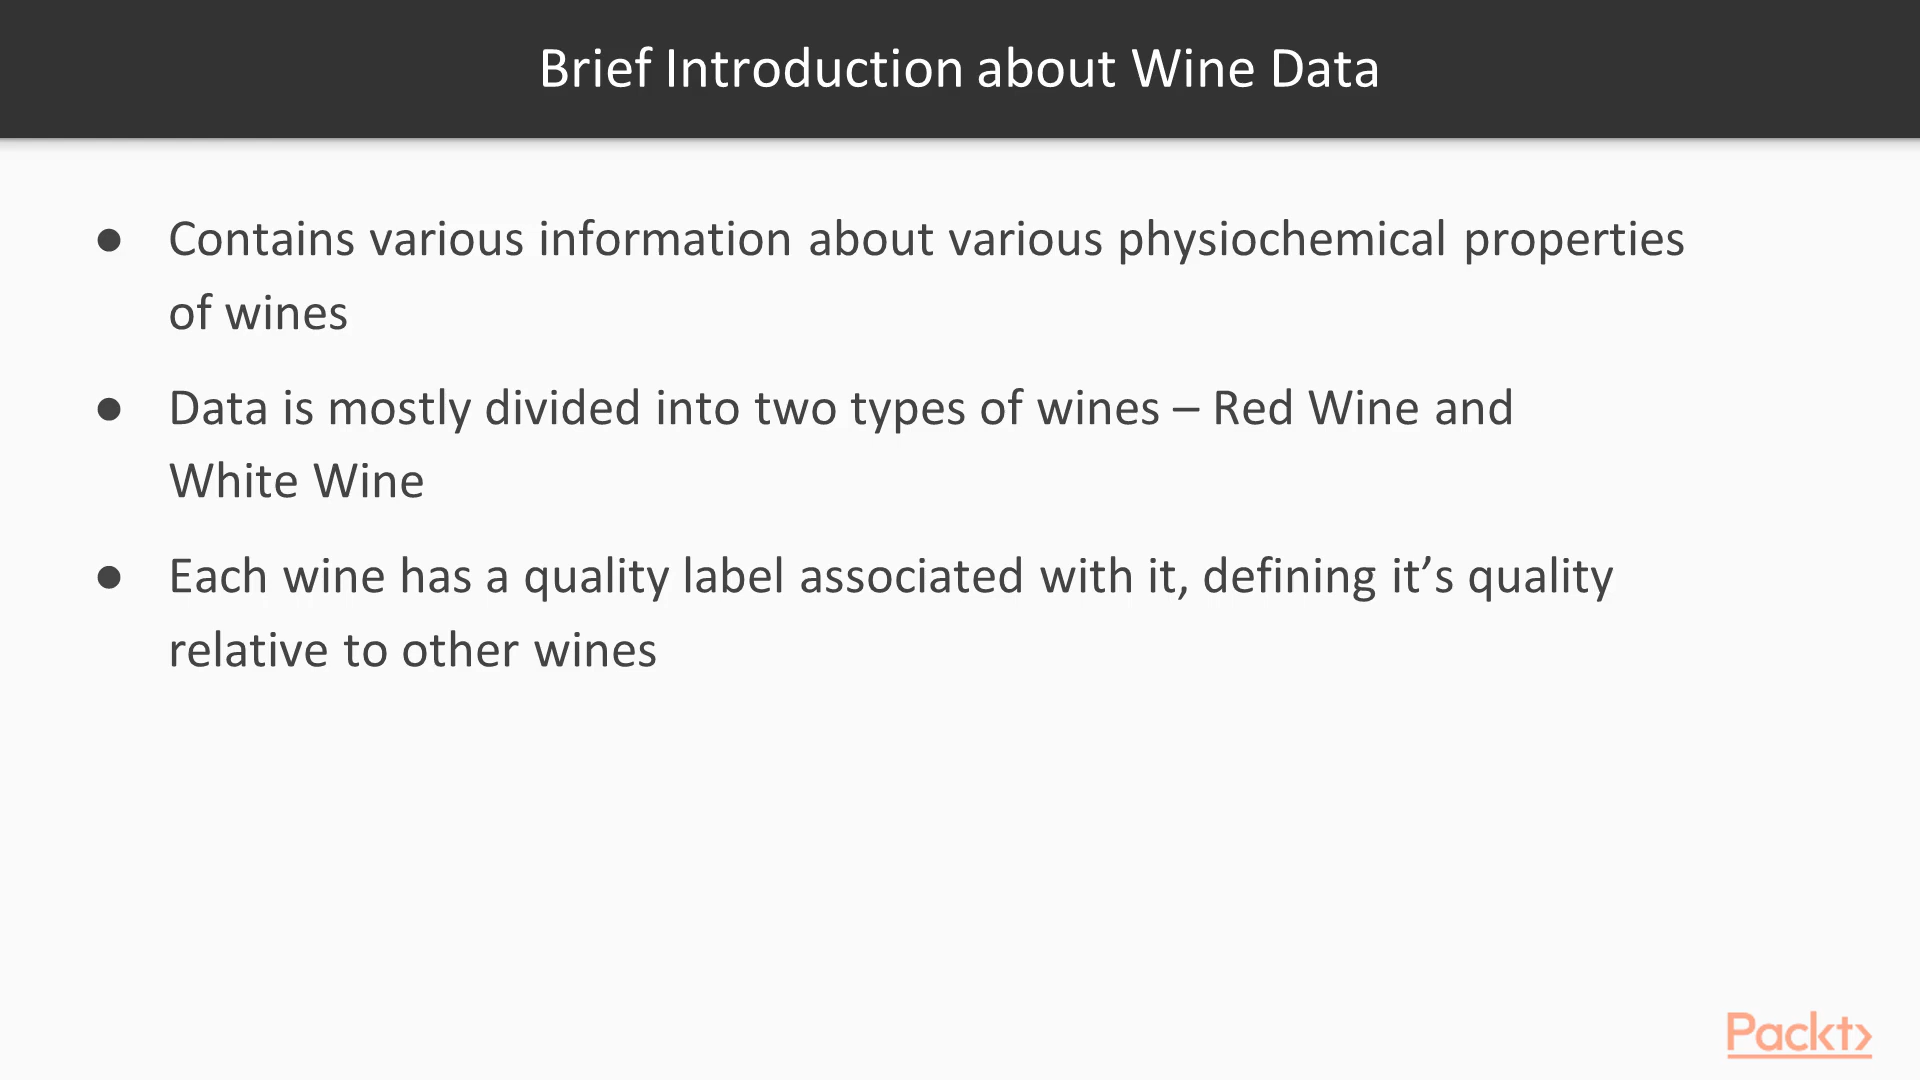 Brief Introduction about Wine Data
● Contains various information about various physiochemical properties
of wines
● Data is mostly divided into two types of wines – Red Wine and
White Wine
● Each wine has a quality label associated with it, defining it’s quality
relative to other wines
Packt>